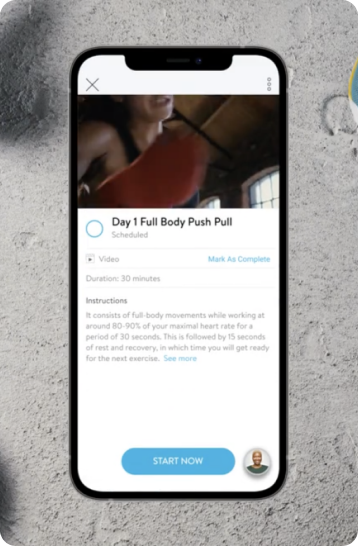 Day 1 Full Body Push Pull
Scheduled
Video
Mark As Complete
Duration: 30 minutes
Instructions
It consists of full-body movements while working at
around 80-90% of your maximal heart rate for a
period of 30 seconds. This is followed by 15 seconds
of rest and recovery, in which time you will get ready
for the next exercise. See more
START NOW